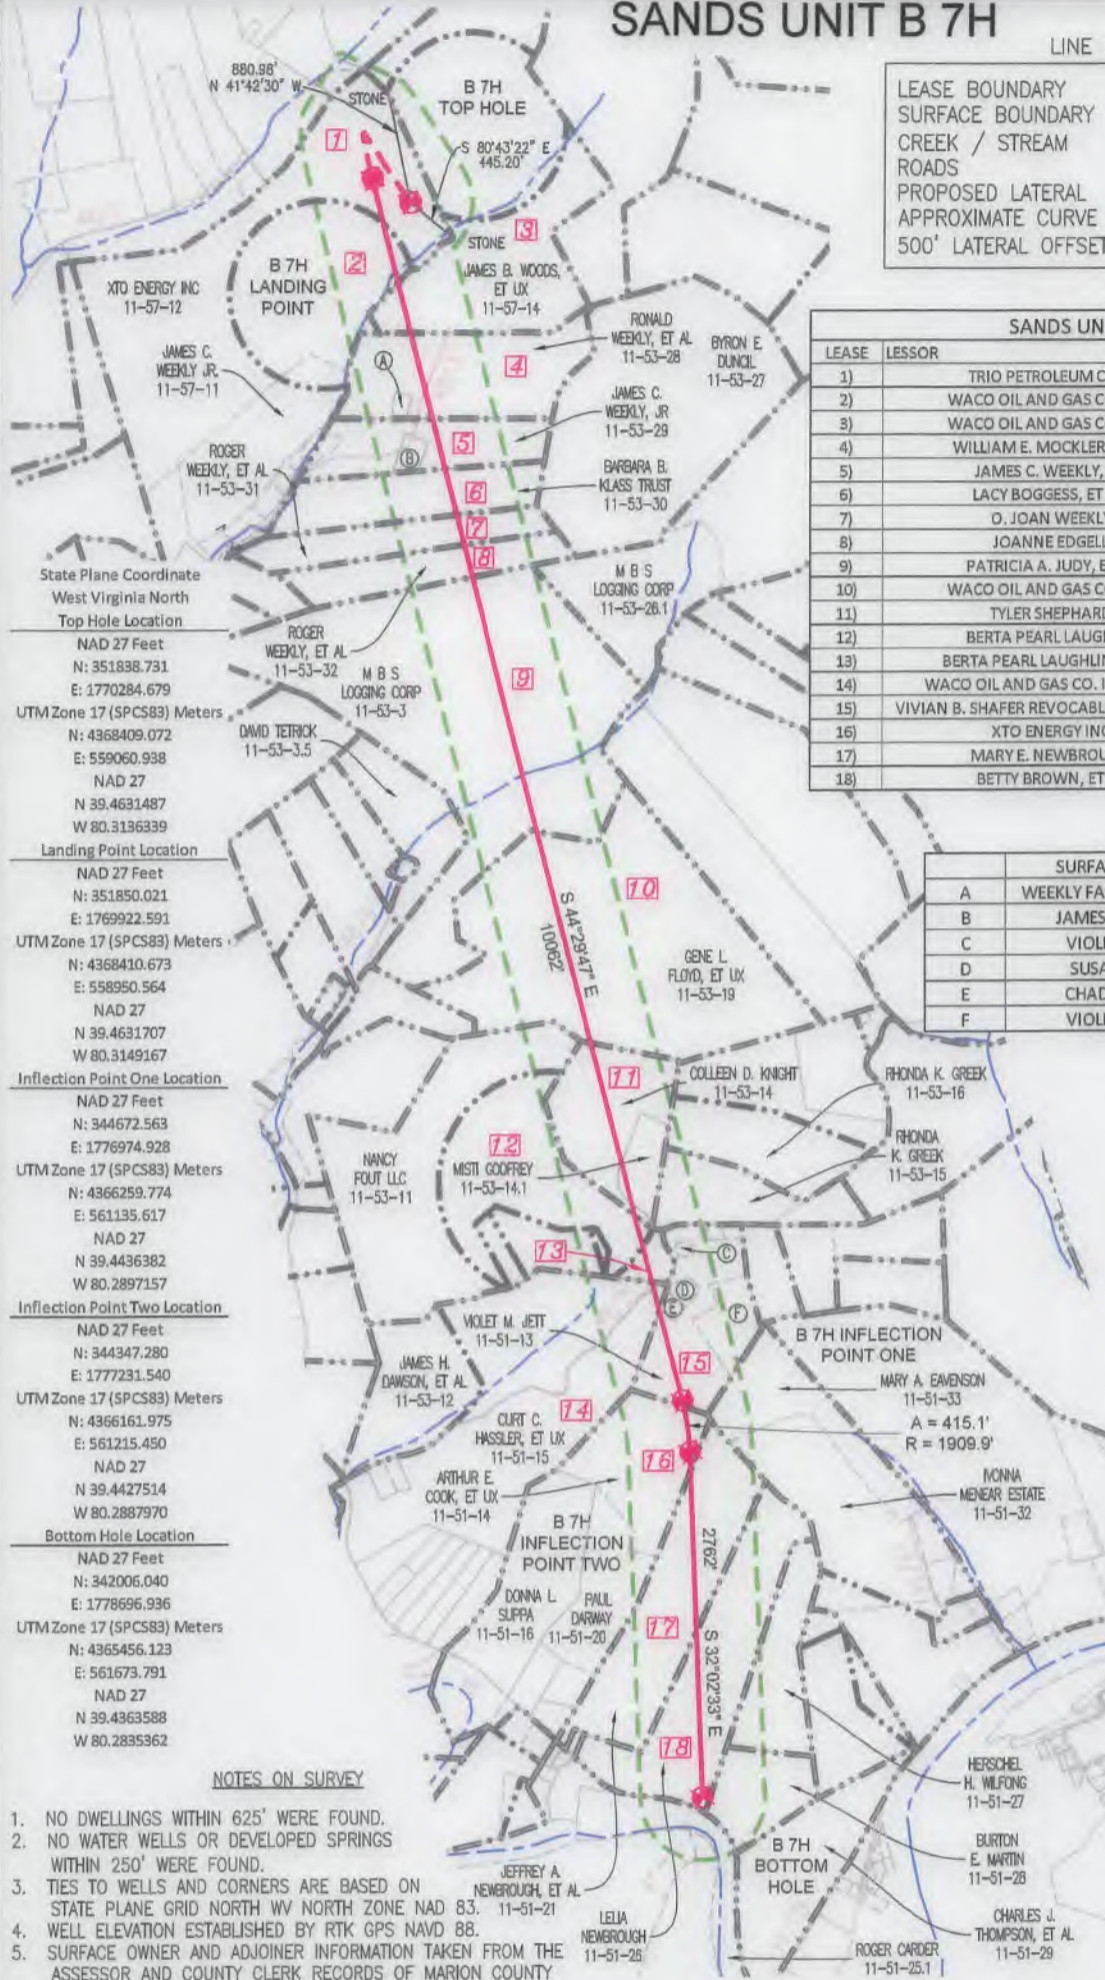 SANDS UNIT B 7H
LINE
LEASE BOUNDARY
SURFACE BOUNDARY
CREEK / STREAM
ROADS
PROPOSED LATERAL
APPROXIMATE CURVE
500' LATERAL OFFSET
880.98'
N 41°42'30" W
STONE
B 7H
TOP HOLE
S 80°43'22" E
445.20'
STONE
1
2
3
B 7H
LANDING
POINT
XTO ENERGY INC
11-57-12
JAMES B. WOODS,
ET UX
11-57-14
JAMES C.
WEEKLY JR.
11-57-11
RONALD
WEEKLY, ET AL
11-53-28
BYRON E.
DUNCIL
11-53-27
A
4
JAMES C.
WEEKLY, JR
11-53-29
5
B
ROGER
WEEKLY, ET AL
11-53-31
BARBARA B.
KLASS TRUST
11-53-30
6
7
8
M B S
LOGGING CORP
11-53-26.1
ROGER
WEEKLY, ET AL
11-53-32
M B S
LOGGING CORP
11-53-3
9
DAVID TETRICK
11-53-3.5
SANDS UN
LEASE LESSOR
1) TRIO PETROLEUM C
2) WACO OIL AND GAS C
3) WACO OIL AND GAS C
4) WILLIAM E. MOCKLER
5) JAMES C. WEEKLY,
6) LACY BOGGESS, ET
7) O. JOAN WEEKLY
8) JOANNE EDGELL
9) PATRICIA A. JUDY, E
10) WACO OIL AND GAS C
11) TYLER SHEPHARD
12) BERTA PEARL LAUG
13) BERTA PEARL LAUGHLIN
14) WACO OIL AND GAS CO. I
15) VIVIAN B. SHAFER REVOCABL
16) XTO ENERGY INC
17) MARY E. NEWBROU
18) BETTY BROWN, ET
SURFA
A WEEKLY FA
B JAMES
C VIOL
D SUSA
E CHAD
F VIOL
State Plane Coordinate
West Virginia North
Top Hole Location
NAD 27 Feet
N: 351838.731
E: 1770284.679
UTM Zone 17 (SPCS83) Meters
N: 4368409.072
E: 559060.938
NAD 27
N 39.4631487
W 80.3136339
Landing Point Location
NAD 27 Feet
N: 351850.021
E: 1769922.591
UTM Zone 17 (SPCS83) Meters
N: 4368410.673
E: 558950.564
NAD 27
N 39.4631707
W 80.3149167
Inflection Point One Location
NAD 27 Feet
N: 344672.563
E: 1776974.928
UTM Zone 17 (SPCS83) Meters
N: 4366259.774
E: 561135.617
NAD 27
N 39.4436382
W 80.2897157
Inflection Point Two Location
NAD 27 Feet
N: 344347.280
E: 1777231.540
UTM Zone 17 (SPCS83) Meters
N: 4366161.975
E: 561215.450
NAD 27
N 39.4427514
W 80.2887970
Bottom Hole Location
NAD 27 Feet
N: 342006.040
E: 1778696.936
UTM Zone 17 (SPCS83) Meters
N: 4365456.123
E: 561673.791
NAD 27
N 39.4363588
W 80.2835362
S 44°29'47" E
10062'
10
GENE L.
FLOYD, ET UX
11-53-19
11
COLLEEN D. KNIGHT
11-53-14
RHONDA K. GREEK
11-53-16
12
NANCY
FOUT LLC
11-53-11
MISTI GODFREY
11-53-14.1
RHONDA
K. GREEK
11-53-15
13
C
D
E
F
VIOLET M. JETT
11-51-13
B 7H INFLECTION
POINT ONE
15
JAMES H.
DAWSON, ET AL
11-53-12
MARY A. EAVENSON
11-51-33
14
CURT C.
HASSLER, ET UX
11-51-15
A = 415.1'
R = 1909.9'
16
ARTHUR E.
COOK, ET UX
11-51-14
IVONNA
MENEAR ESTATE
11-51-32
B 7H
INFLECTION
POINT TWO
2762'
S 32°02'33" E
DONNA L.
SUPPA
11-51-16
PAUL
DARWAY
11-51-20
17
18
HERSCHEL
H. WILFONG
11-51-27
BURTON
E. MARTIN
11-51-28
B 7H
BOTTOM
HOLE
JEFFREY A.
NEWBROUGH, ET AL
11-51-21
LELIA
NEWBROUGH
11-51-26
CHARLES J.
THOMPSON, ET AL
11-51-29
ROGER CARDER
11-51-25.1
NOTES ON SURVEY
1. NO DWELLINGS WITHIN 625' WERE FOUND.
2. NO WATER WELLS OR DEVELOPED SPRINGS
WITHIN 250' WERE FOUND.
3. TIES TO WELLS AND CORNERS ARE BASED ON
STATE PLANE GRID NORTH WV NORTH ZONE NAD 83.
4. WELL ELEVATION ESTABLISHED BY RTK GPS NAVD 88.
5. SURFACE OWNER AND ADJOINER INFORMATION TAKEN FROM THE
ASSESSOR AND COUNTY CLERK RECORDS OF MARION COUNTY